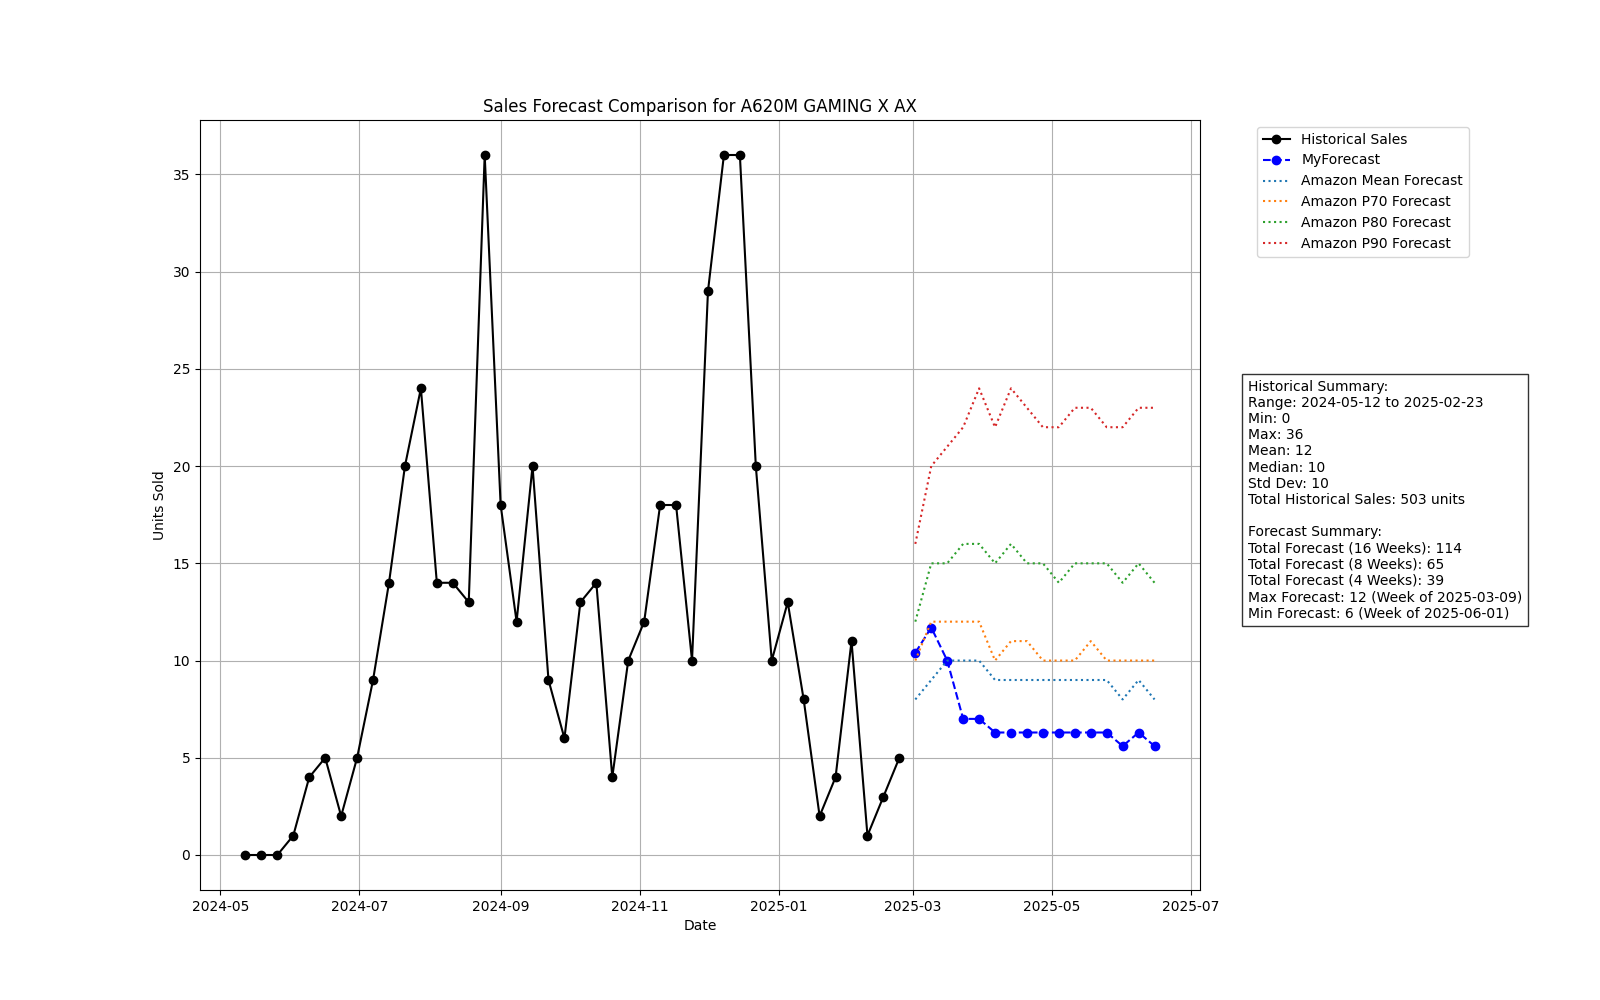 Sales Forecast Comparison for A620M GAMING X AX
Historical Sales
MyForecast
Amazon Mean Forecast
Amazon P70 Forecast
Amazon P80 Forecast
Amazon P90 Forecast
35
30
25
20
15
10
5
0
Units Sold
2024-05
2024-07
2024-09
2024-11
2025-01
2025-03
2025-05
2025-07
Date
Historical Summary:
Range: 2024-05-12 to 2025-02-23
Min: 0
Max: 36
Mean: 12
Median: 10
Std Dev: 10
Total Historical Sales: 503 units
Forecast Summary:
Total Forecast (16 Weeks): 114
Total Forecast (8 Weeks): 65
Total Forecast (4 Weeks): 39
Max Forecast: 12 (Week of 2025-03-09)
Min Forecast: 6 (Week of 2025-06-01)